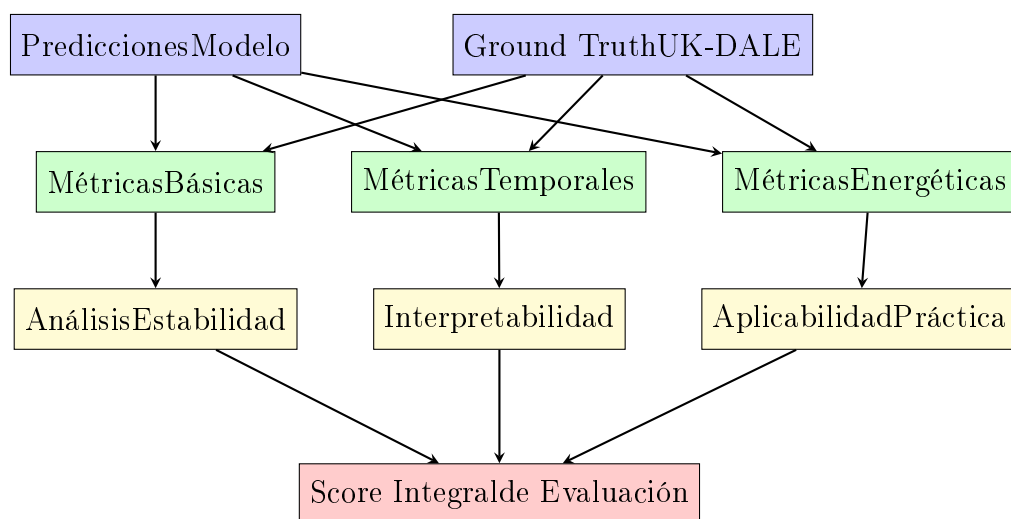 PrediccionesModelo
Ground TruthUK-DALE
MétricasBásicas
MétricasTemporales
MétricasEnergéticas
AnálisisEstabilidad
Interpretabilidad
AplicabilidadPráctica
Score Integralde Evaluación